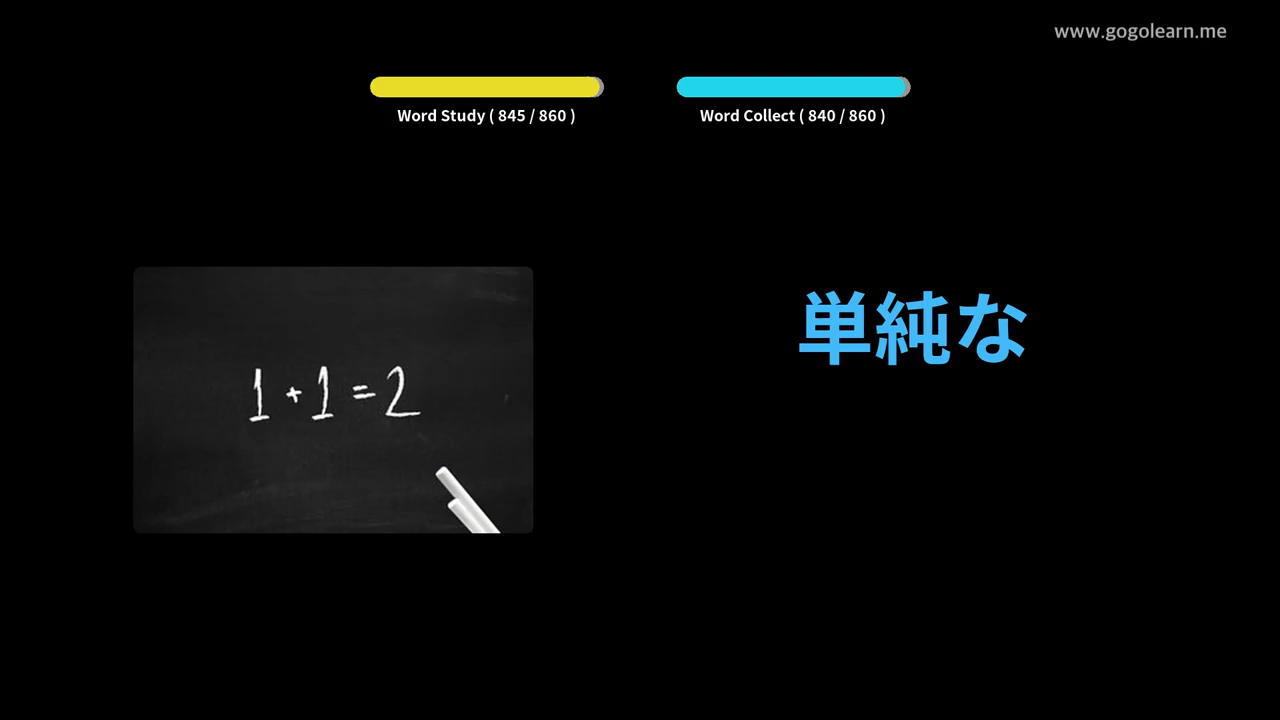 www.gogolearn.me
Word Study ( 845 / 860 )
Word Collect ( 840 / 860 )
1 + 1 = 2
単純な